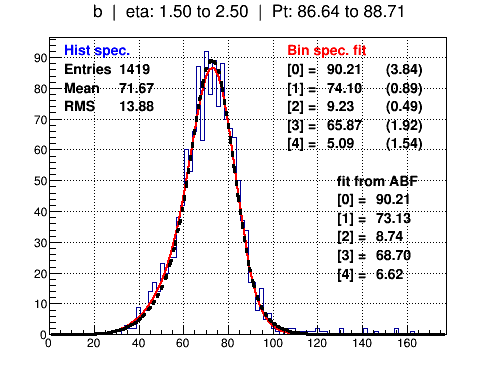 b | eta: 1.50 to 2.50 | Pt: 86.64 to 88.71
Hist spec.
Entries 1419
Mean 71.67
RMS 13.88
Bin spec. fit
[0] = 90.21 (3.84)
[1] = 74.10 (0.89)
[2] = 9.23 (0.49)
[3] = 65.87 (1.92)
[4] = 5.09 (1.54)
fit from ABF
[0] = 90.21
[1] = 73.13
[2] = 8.74
[3] = 68.70
[4] = 6.62
90
80
70
60
50
40
30
20
10
0
0 20 40 60 80 100 120 140 160